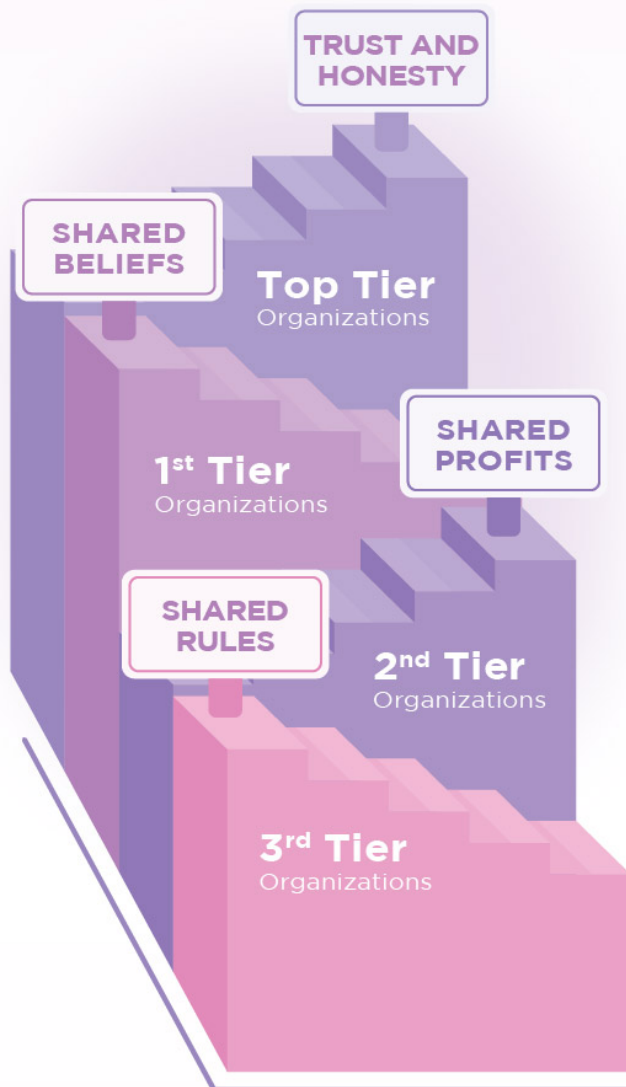 TRUST AND
HONESTY
SHARED
BELIEFS
Top Tier
Organizations
SHARED
PROFITS
1st Tier
Organizations
SHARED
RULES
2nd Tier
Organizations
3rd Tier
Organizations